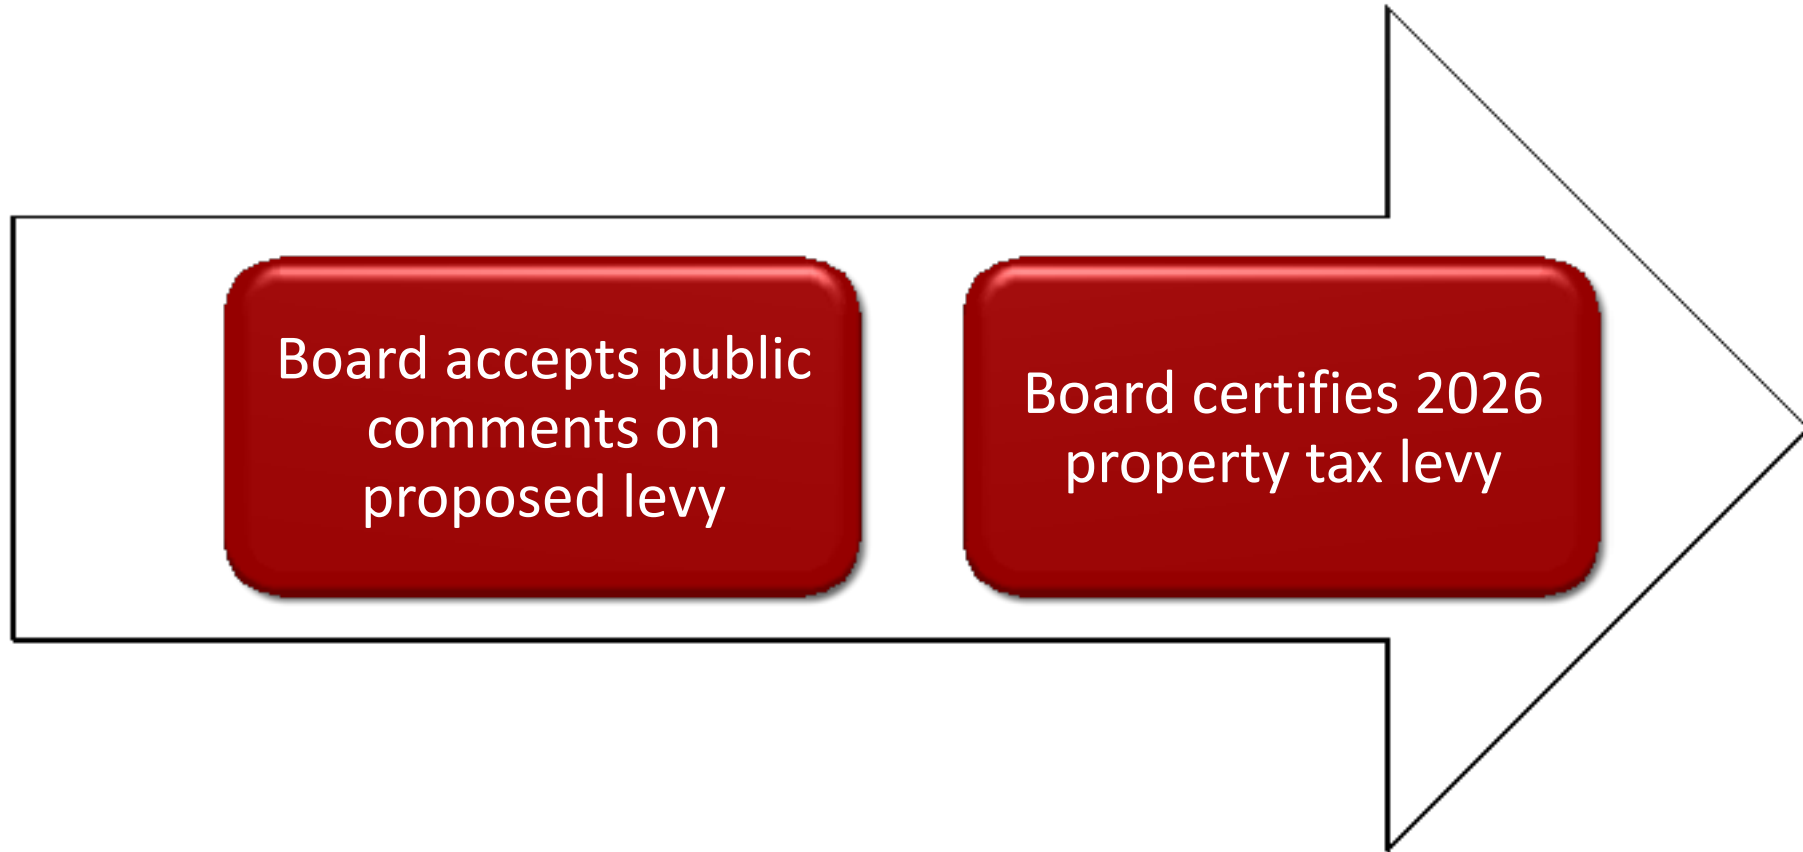 Board accepts public
comments on
proposed levy
Board certifies 2026
property tax levy